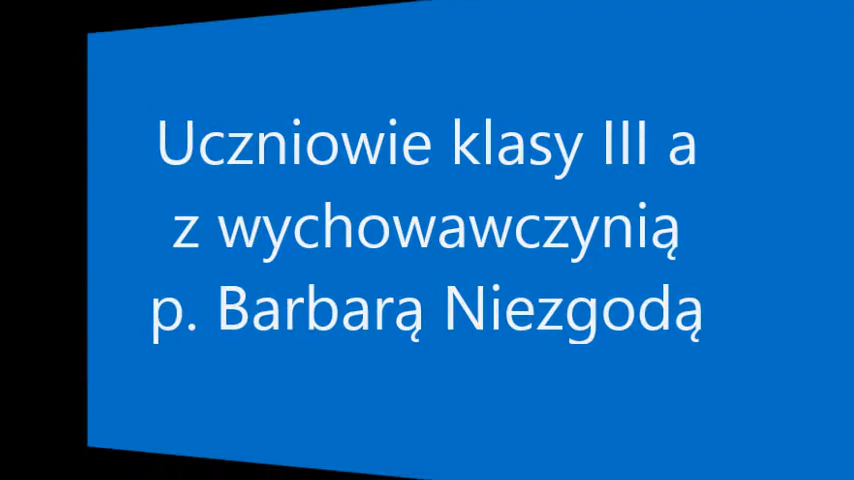 Uczniowie klasy III a
z wychowawczynią
p. Barbarą Niezgodą